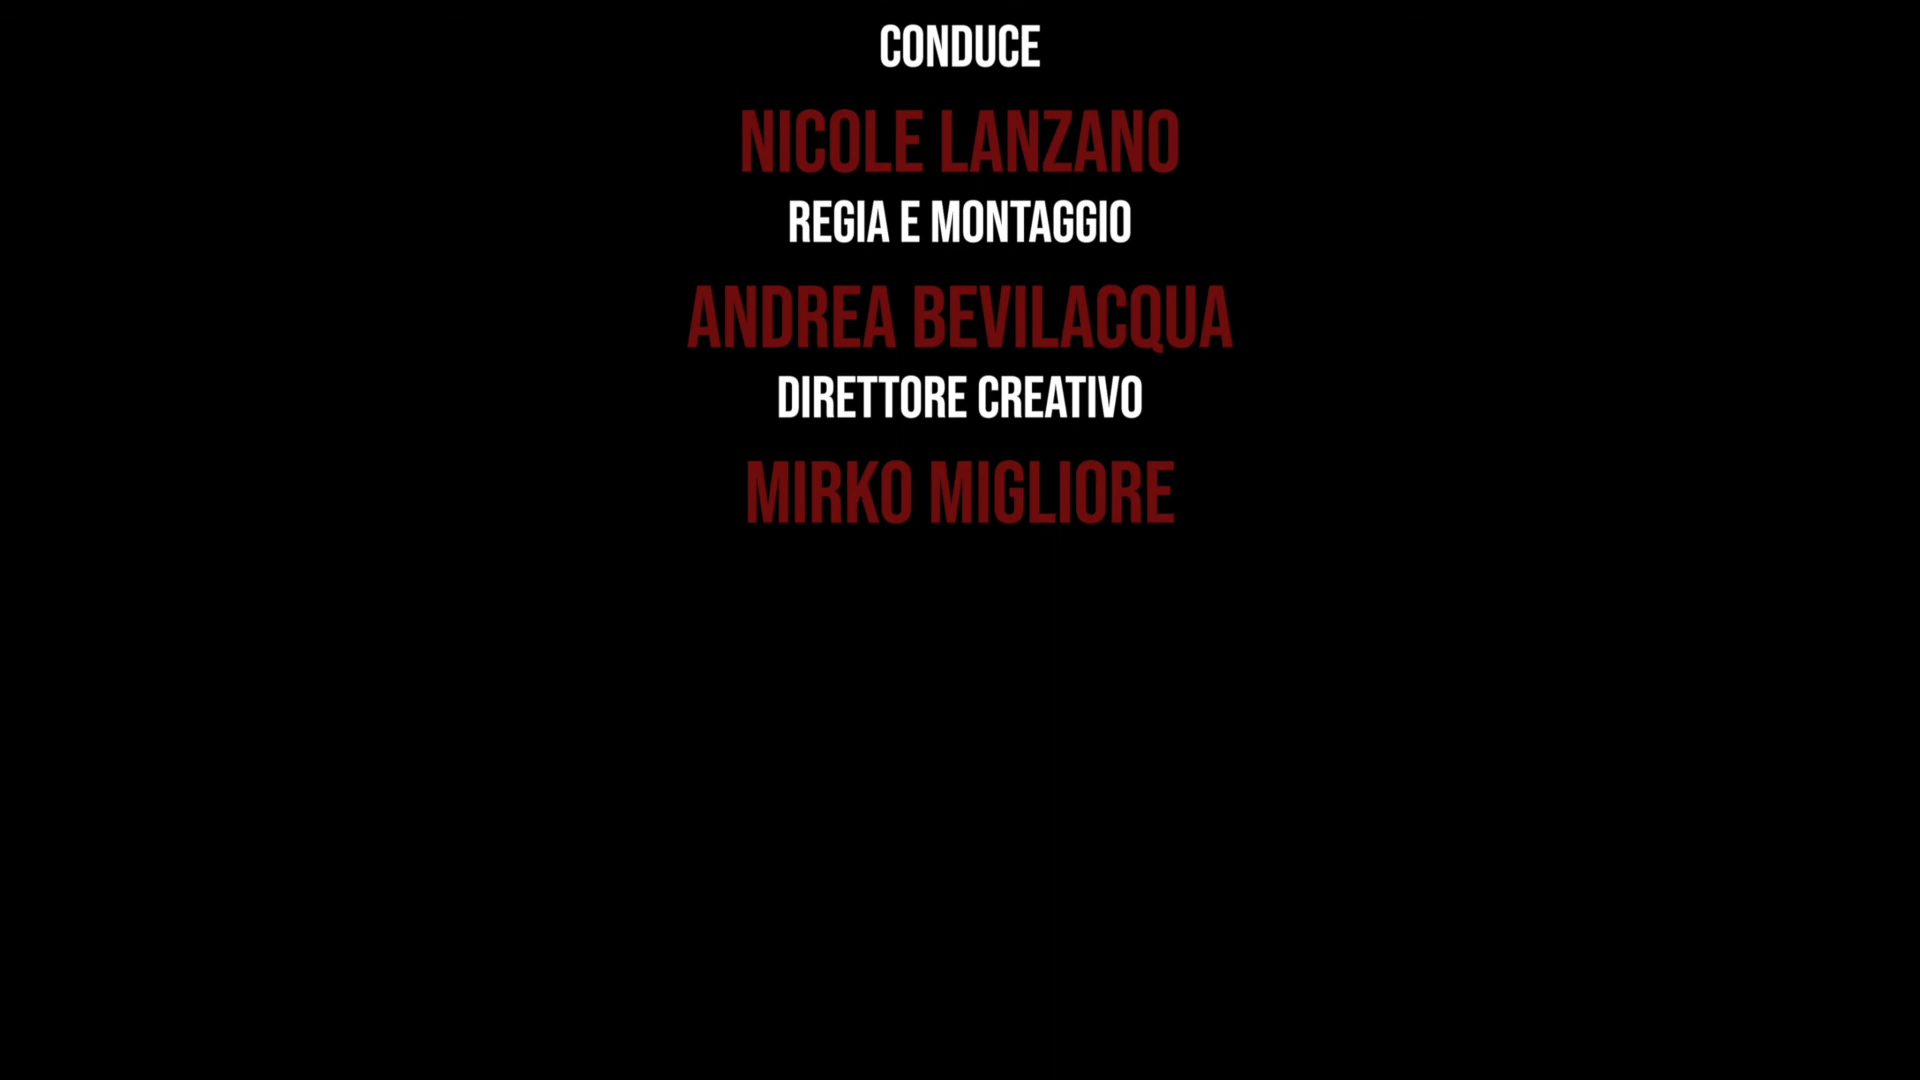 CONDUCE
NICOLE LANZANO
REGIA E MONTAGGIO
ANDREA BEVILACQUA
DIRETTORE CREATIVO
MIRKO MIGLIORE